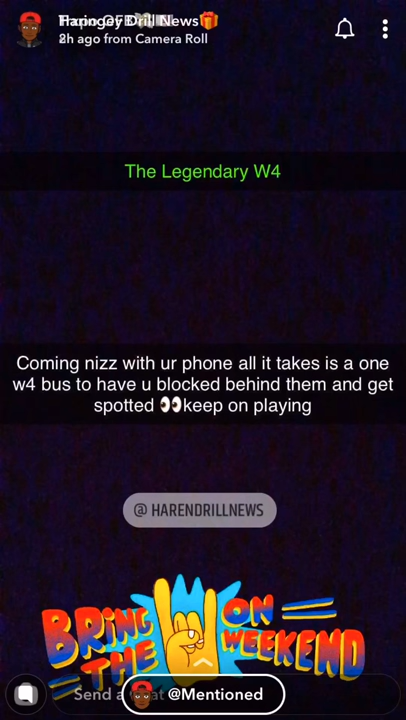 Haringey Drill News🎁
2h ago from Camera Roll
The Legendary W4
Coming nizz with ur phone all it takes is a one
w4 bus to have u blocked behind them and get
spotted 👀keep on playing
@ HARENDRILLNEWS
BRING ON
THE WEEKEND
Send a
@Mentioned